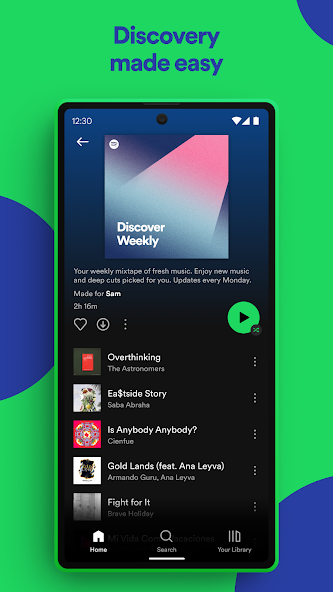 Discovery
made easy
12:30
Discover
Weekly
Your weekly mixtape of fresh music. Enjoy new music
and deep cuts picked for you. Updates every Monday.
Made for Sam
2h 16m
Overthinking
The Astronomers
Ea$tside Story
Saba Abraha
Is Anybody Anybody?
Cienfue
Gold Lands (feat. Ana Leyva)
Armando Guru, Ana Leyva
Fight for It
Brave Holiday
Mi Vida Con Vacaciones
Home
Search
Your Library